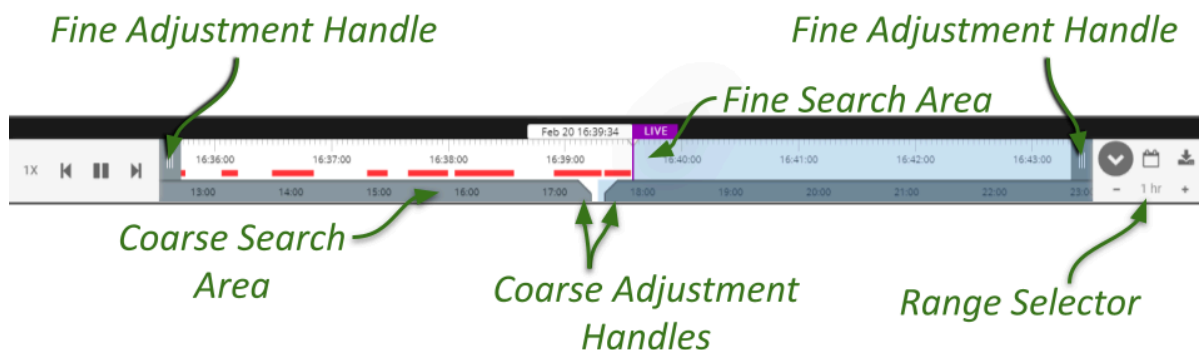 Fine Adjustment Handle
Fine Adjustment Handle
Fine Search Area
Feb 20 16:39:34 LIVE
1X 16:36:00 16:37:00 16:38:00 16:39:00 16:40:00 16:41:00 16:42:00 16:43:00
13:00 14:00 15:00 16:00 17:00 18:00 19:00 20:00 21:00 22:00 23:0 − 1 hr +
Coarse Search
Area
Coarse Adjustment
Handles
Range Selector